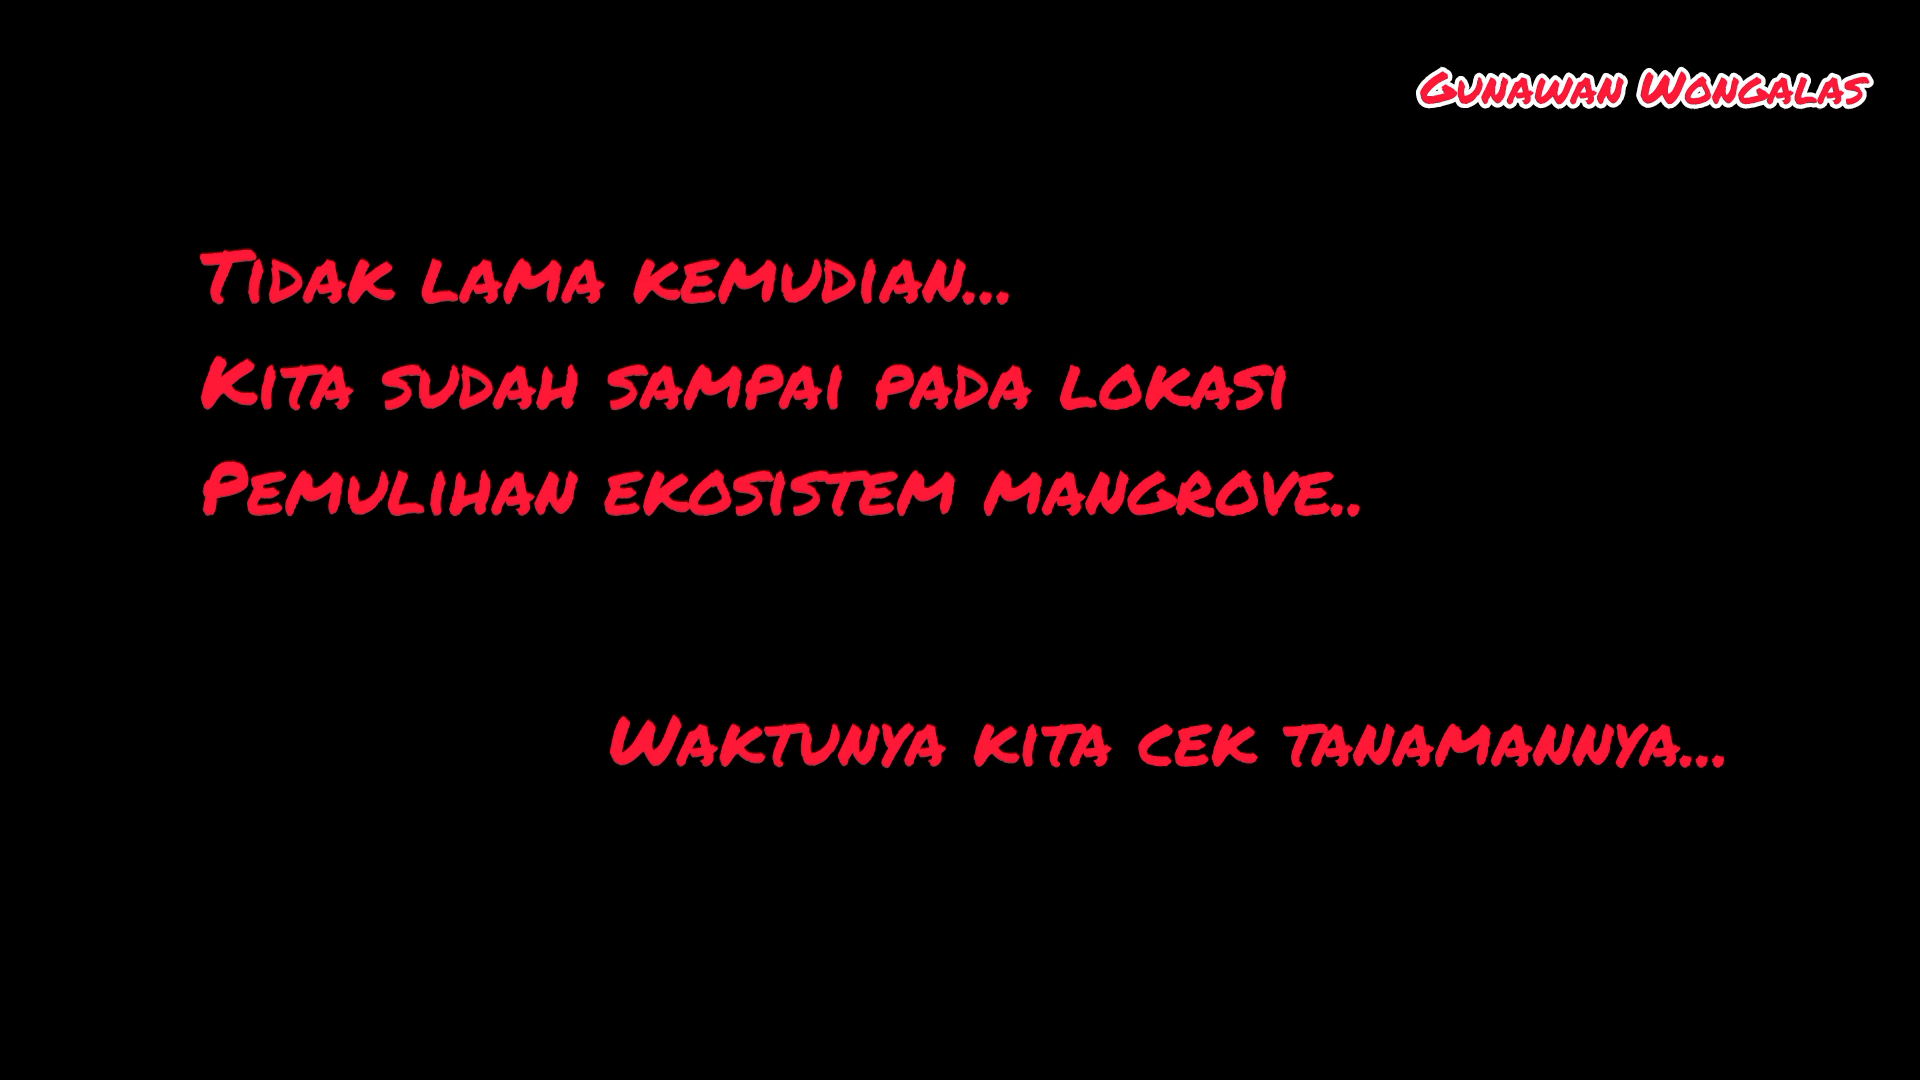 Gunawan Wongalas
Tidak lama kemudian...
Kita sudah sampai pada lokasi
Pemulihan ekosistem mangrove..
Waktunya kita cek tanamannya...